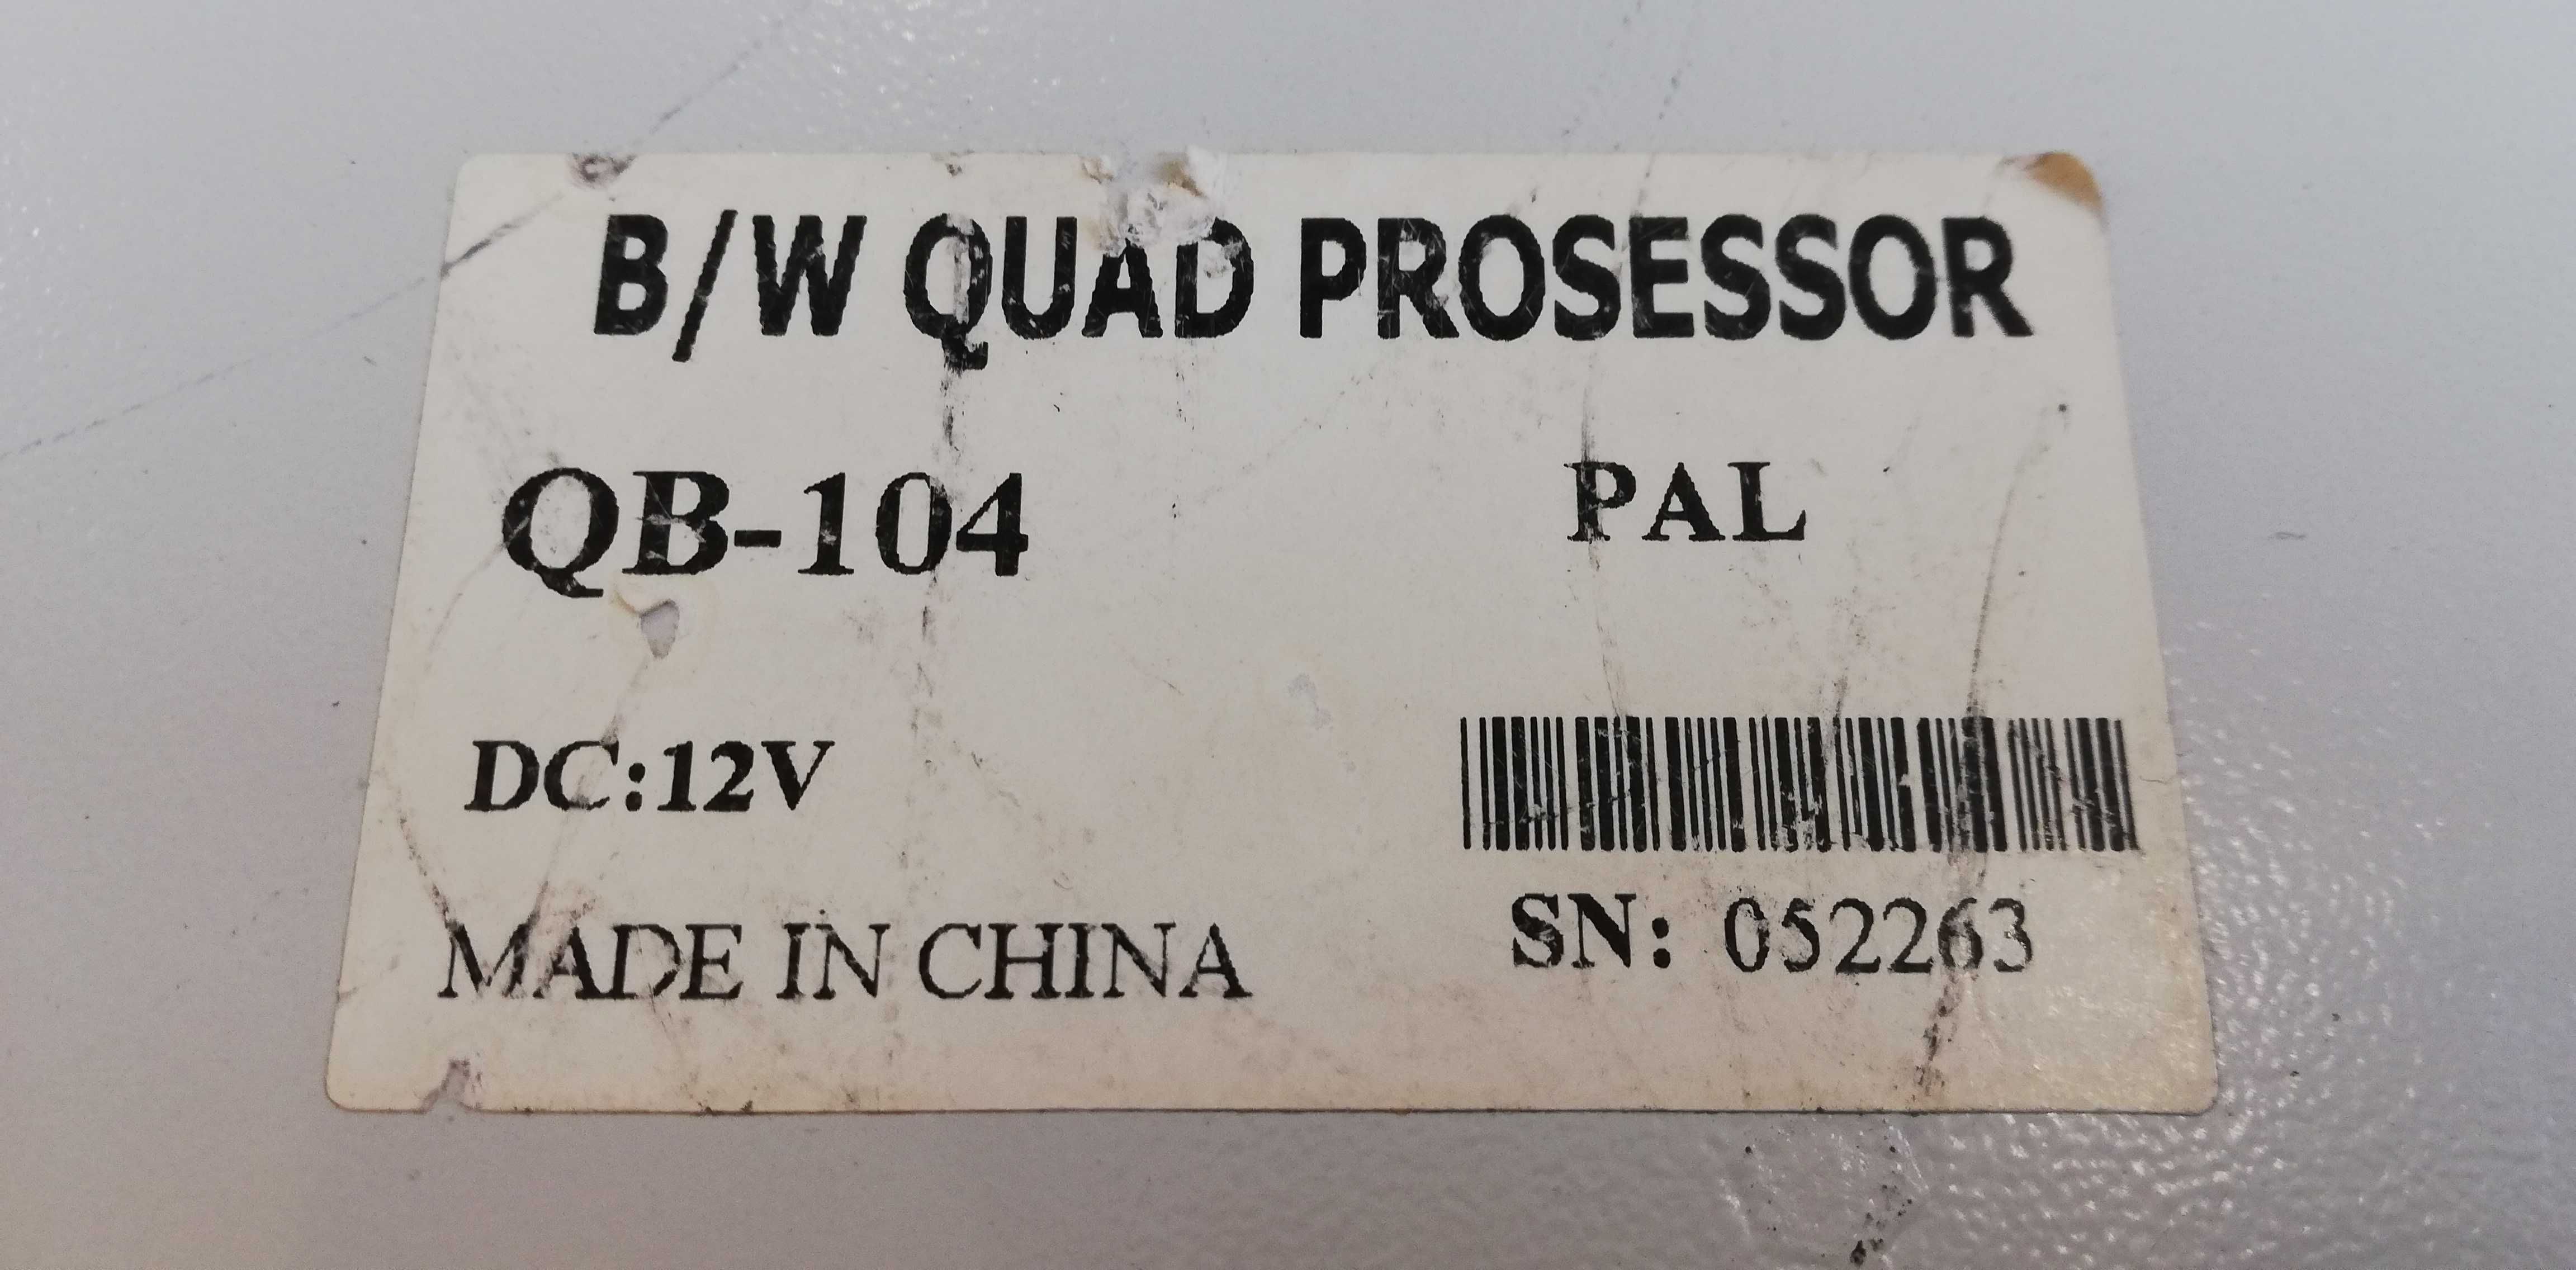 B/W QUAD PROSESSOR
QB-104 PAL
DC:12V
MADE IN CHINA
SN: 052263